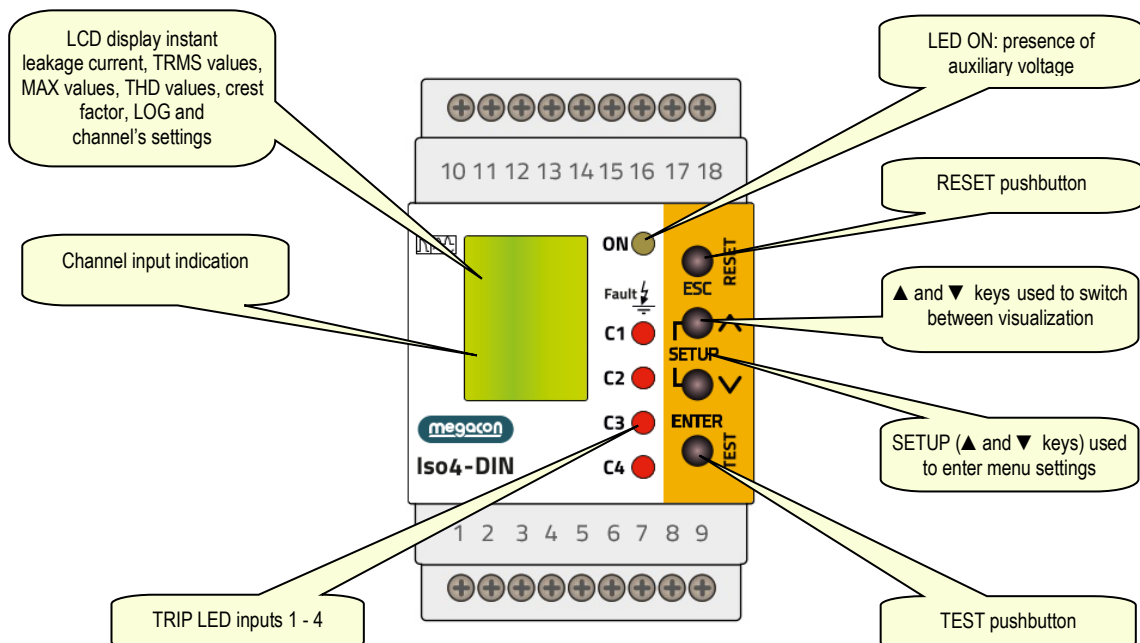 LCD display instant
leakage current, TRMS values,
MAX values, THD values, crest
factor, LOG and
channel's settings
LED ON: presence of
auxiliary voltage
10 11 12 13 14 15 16 17 18
RESET pushbutton
ON
RESET
ESC
Channel input indication
Fault
▲ and ▼ keys used to switch
between visualization
C1
SETUP
C2
C3
ENTER
megacon
Iso4-DIN
TEST
C4
SETUP (▲ and ▼ keys) used
to enter menu settings
1 2 3 4 5 6 7 8 9
TRIP LED inputs 1 - 4
TEST pushbutton